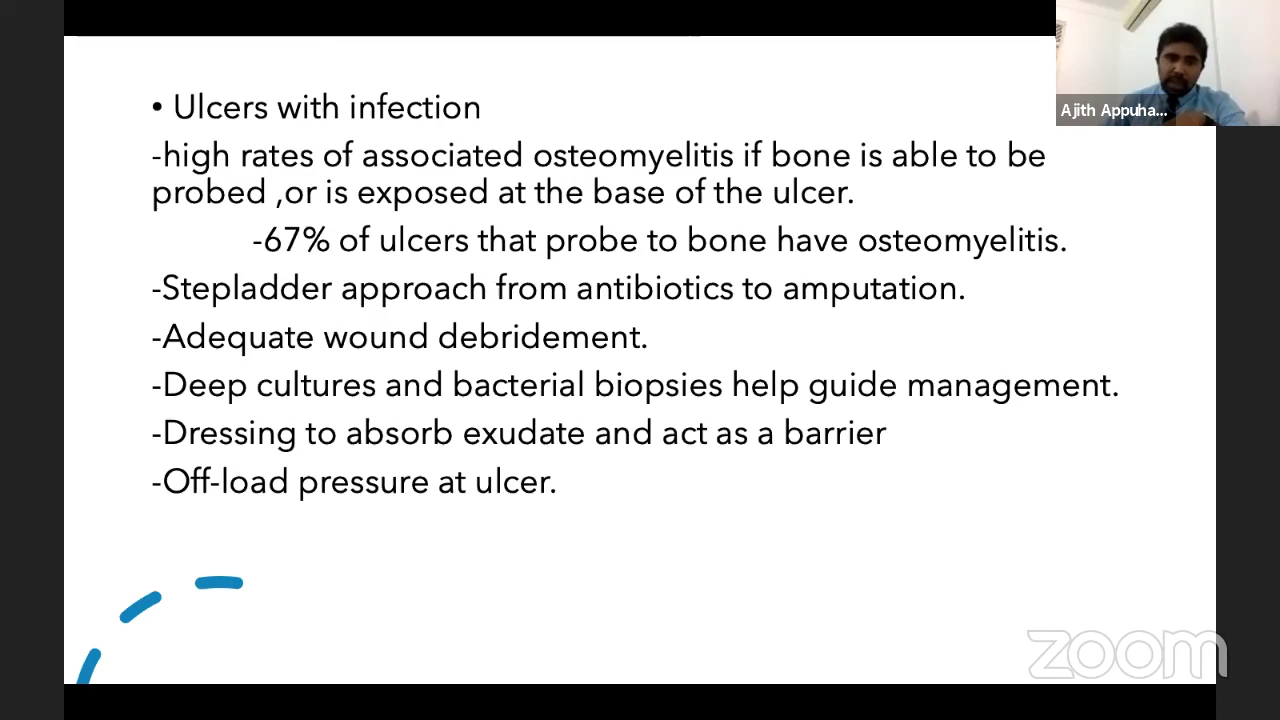 Ajith Appuha...
• Ulcers with infection
-high rates of associated osteomyelitis if bone is able to be
probed ,or is exposed at the base of the ulcer.
-67% of ulcers that probe to bone have osteomyelitis.
-Stepladder approach from antibiotics to amputation.
-Adequate wound debridement.
-Deep cultures and bacterial biopsies help guide management.
-Dressing to absorb exudate and act as a barrier
-Off-load pressure at ulcer.
zoom